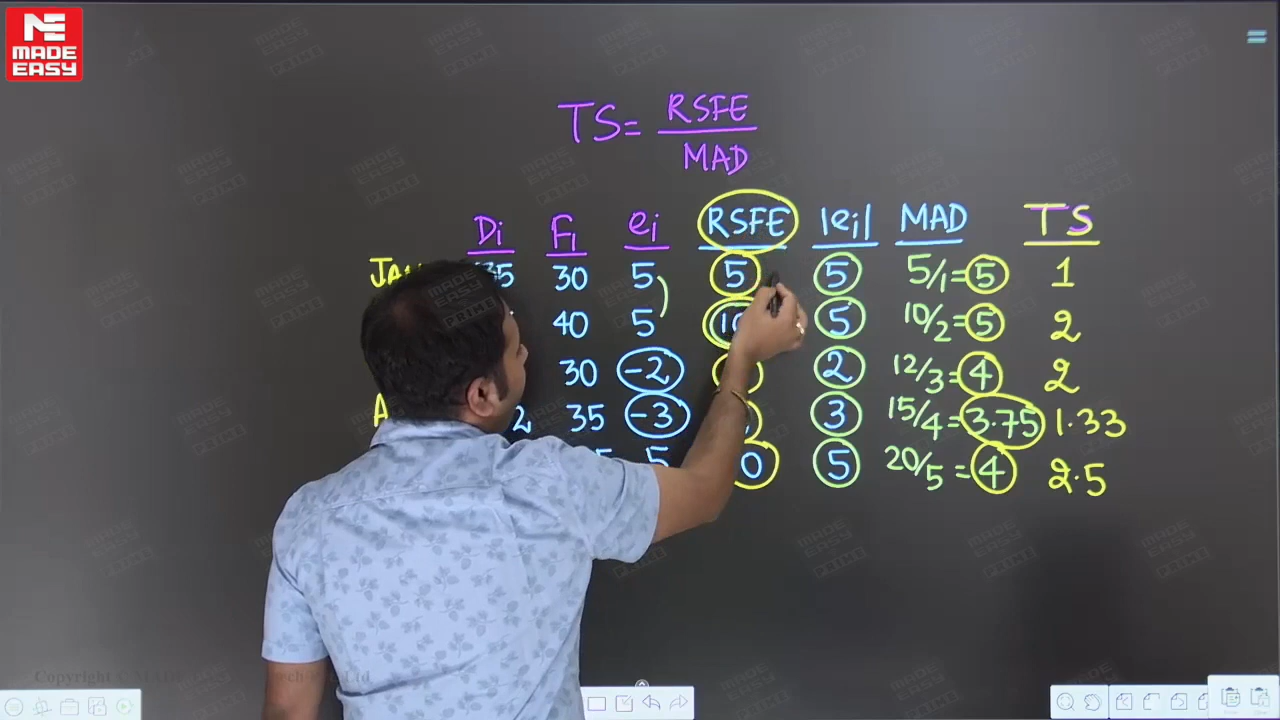 ME
MADE
EASY
TS = RSFE
MAD
Di Fi ei RSFE |ei| MAD TS
35 30 5 5 5 5/1 = 5 1
40 5 5 10/2 = 5 2
30 -2 2 12/3 = 4 2
2 35 -3 3 15/4 = 3.75 1.33
5 5 20/5 = 4 2.5